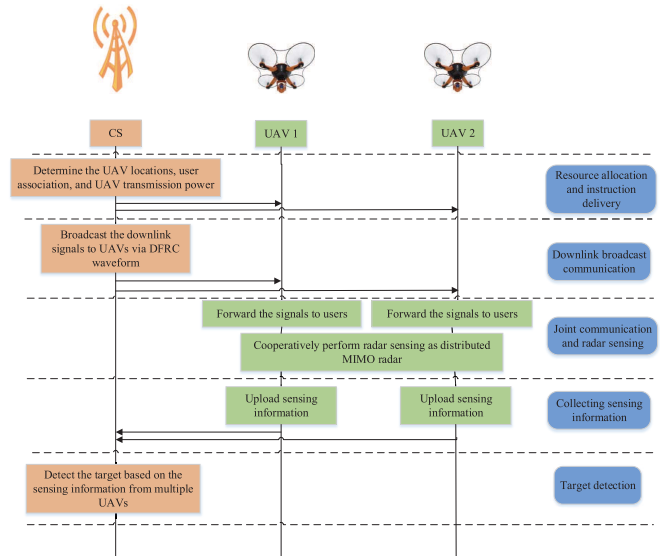 CS
UAV 1
UAV 2
Determine the UAV locations, user
association, and UAV transmission power
Resource allocation
and instruction
delivery
Broadcast the downlink
signals to UAVs via DFRC
waveform
Downlink broadcast
communication
Forward the signals to users
Forward the signals to users
Cooperatively perform radar sensing as distributed
MIMO radar
Joint communication
and radar sensing
Upload sensing
information
Upload sensing
information
Collecting sensing
information
Detect the target based on the
sensing information from multiple
UAVs
Target detection